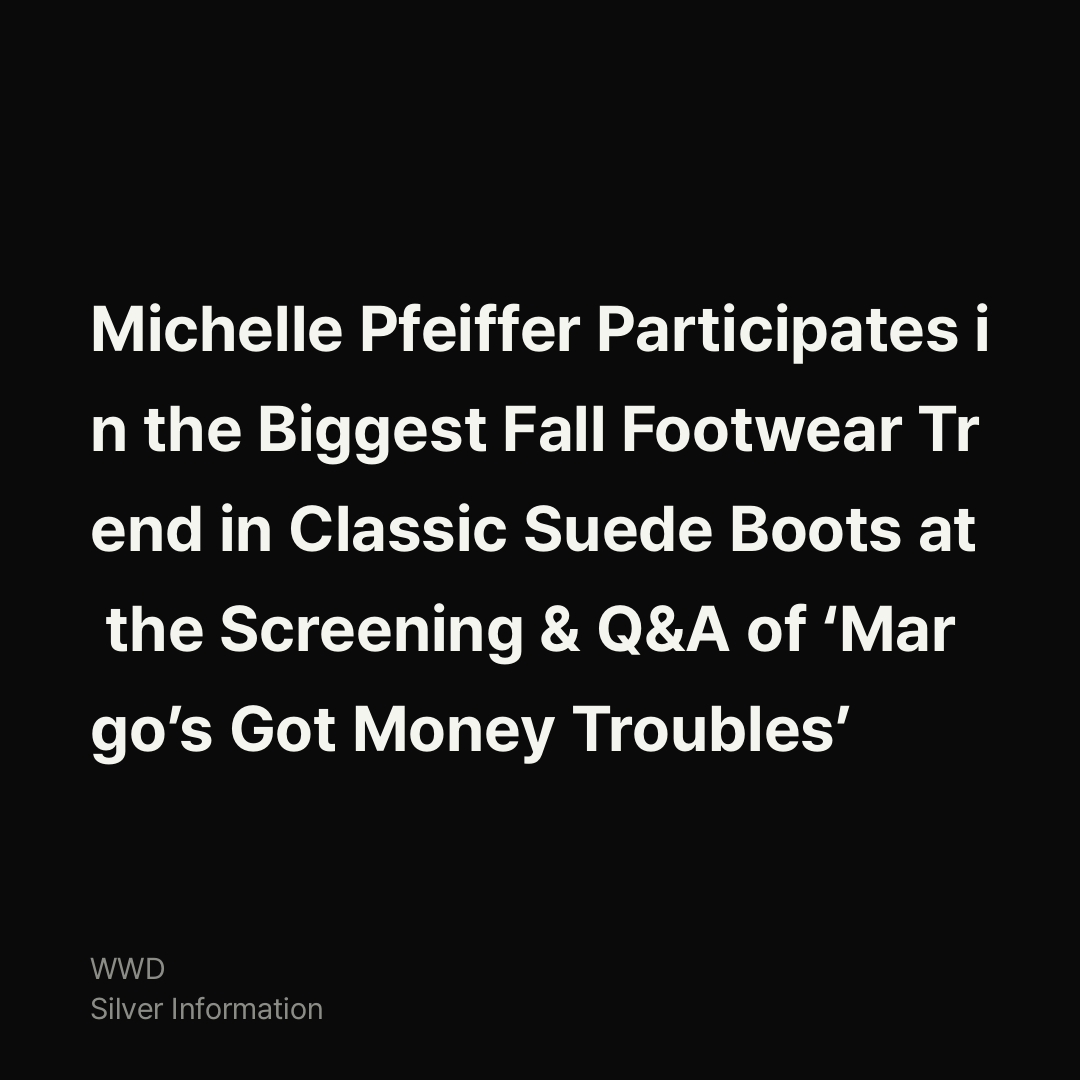 Michelle Pfeiffer Participates i
n the Biggest Fall Footwear Tr
end in Classic Suede Boots at
 the Screening & Q&A of ‘Mar
go’s Got Money Troubles’
WWD
Silver Information